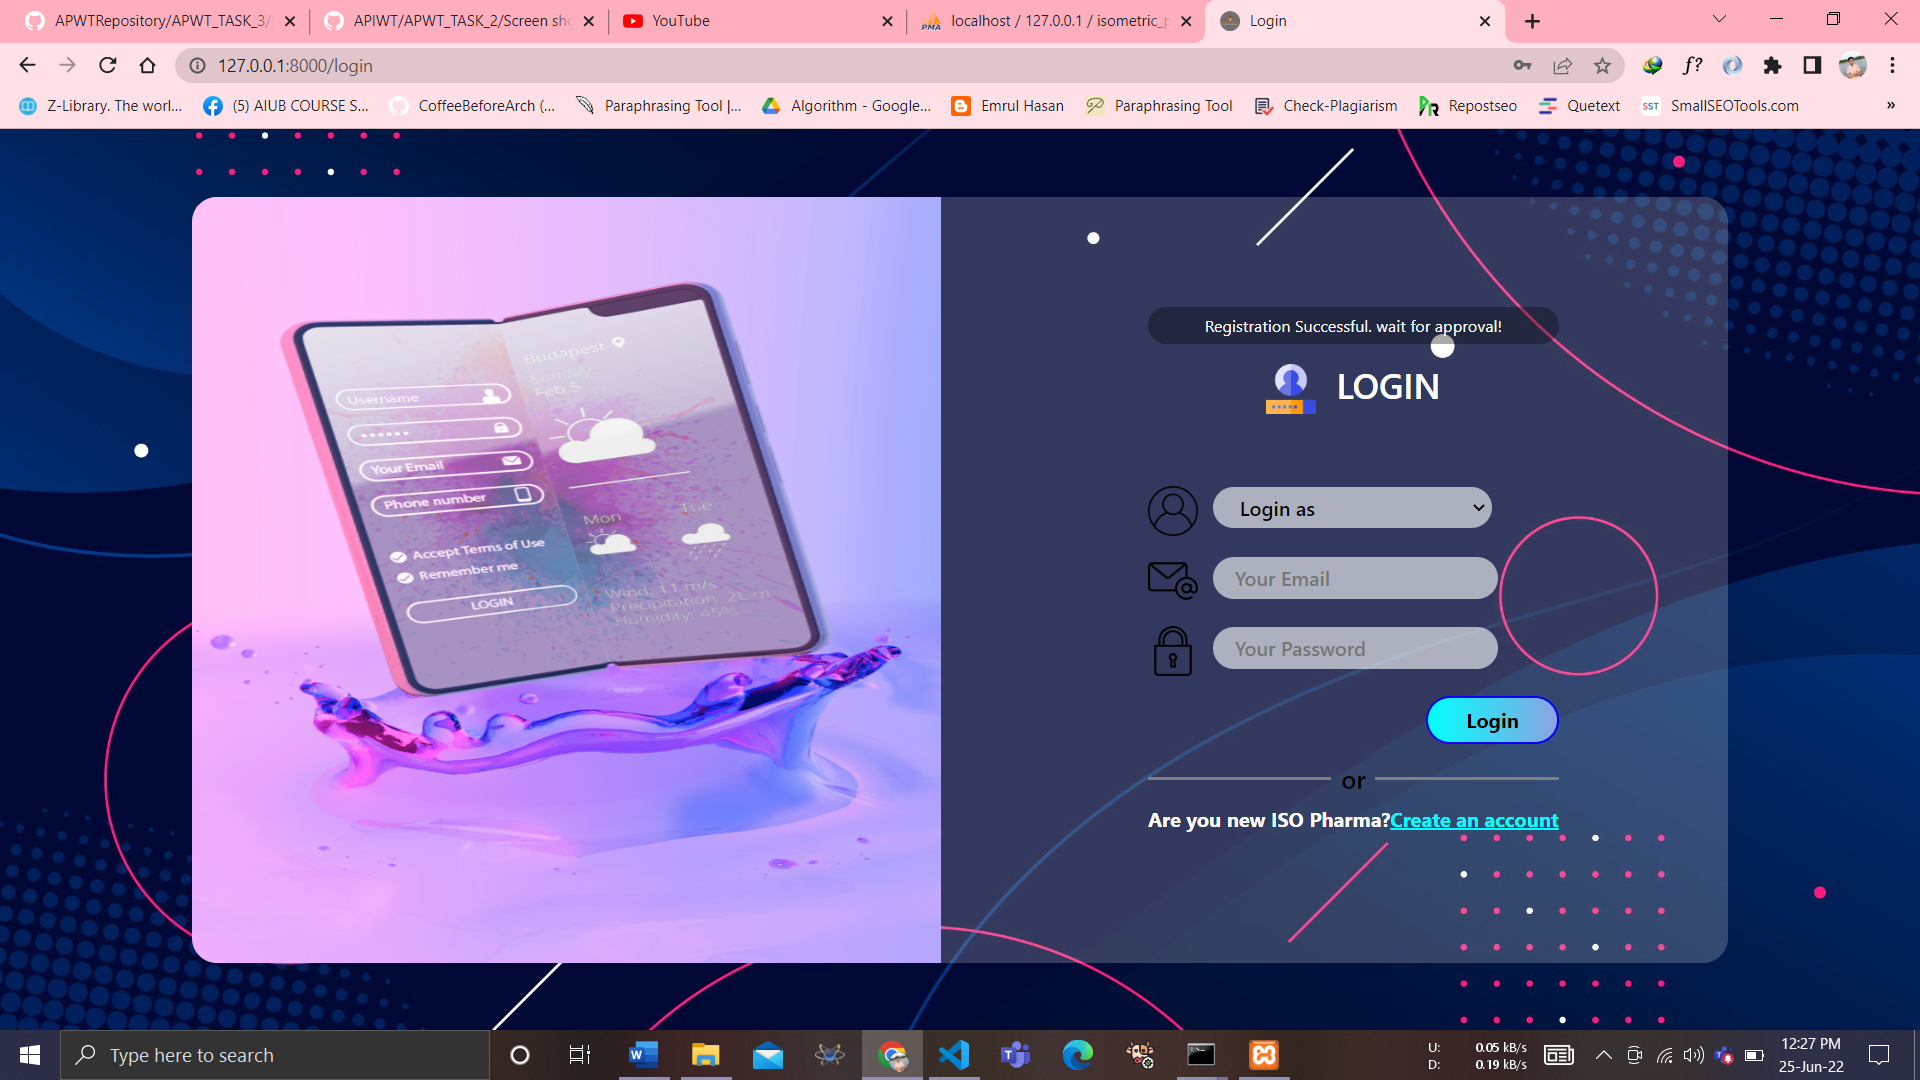 APWTRepository/APWT_TASK_3/
APIWT/APWT_TASK_2/Screen sho
YouTube
PMA
localhost / 127.0.0.1 / isometric_p
Login
127.0.0.1:8000/login
f?
Z-Library. The worl...
(5) AIUB COURSE S...
CoffeeBeforeArch (...
Paraphrasing Tool |...
Algorithm - Google...
Emrul Hasan
Paraphrasing Tool
Check-Plagiarism
Repostseo
Quetext
SST
SmallSEOTools.com
»
Registration Successful. wait for approval!
LOGIN
Login as
Your Email
Your Password
Login
or
Are you new ISO Pharma?Create an account
Username
Your Email
Phone number
Accept Terms of Use
Remember me
LOGIN
Budapest
Sunday
Feb 5
Mon
Tue
Wind: 11 m/s
Humidity: 45%
Type here to search
U: 0.05 kB/s
D: 0.19 kB/s
12:27 PM
25-Jun-22